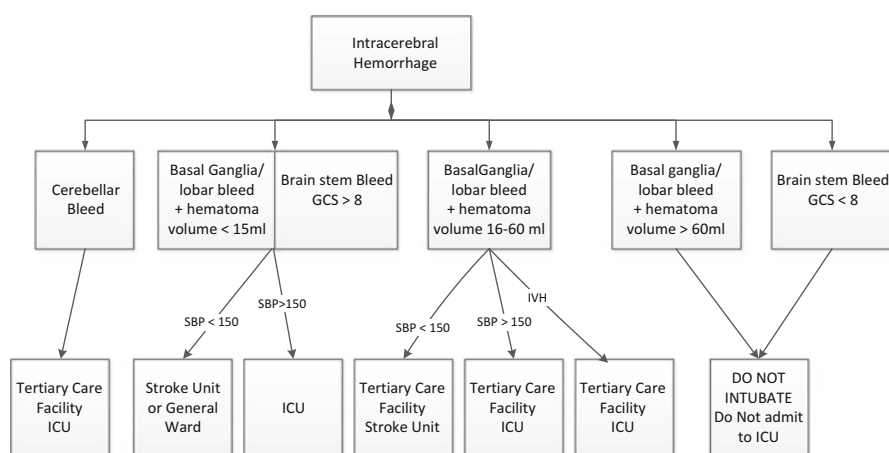 Intracerebral
Hemorrhage
Cerebellar
Bleed
Basal Ganglia/
lobar bleed
+ hematoma
volume < 15ml
Brain stem Bleed
GCS > 8
BasalGanglia/
lobar bleed
+ hematoma
volume 16-60 ml
Basal ganglia/
lobar bleed
+ hematoma
volume > 60ml
Brain stem Bleed
GCS < 8
SBP < 150
SBP>150
SBP < 150
SBP > 150
IVH
Tertiary Care
Facility
ICU
Stroke Unit
or General
Ward
ICU
Tertiary Care
Facility
Stroke Unit
Tertiary Care
Facility
ICU
Tertiary Care
Facility
ICU
DO NOT
INTUBATE
Do Not admit
to ICU